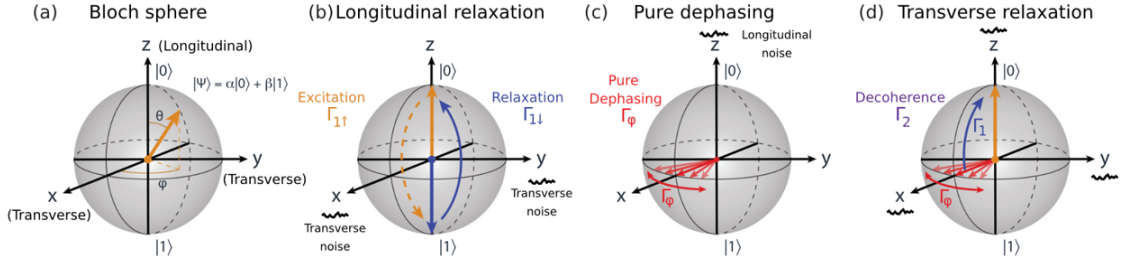 (a) Bloch sphere
z (Longitudinal)
|0⟩
|Ψ⟩ = α|0⟩ + β|1⟩
θ
y
(Transverse)
φ
x
(Transverse)
|1⟩
(b) Longitudinal relaxation
z
|0⟩
Excitation
Γ1↑
Relaxation
Γ1↓
y
Transverse
noise
x
Transverse
noise
|1⟩
(c) Pure dephasing
z
Longitudinal
noise
|0⟩
Pure
Dephasing
Γφ
y
x
Γφ
|1⟩
(d) Transverse relaxation
z
|0⟩
Decoherence
Γ2
Γ1
y
x
Γφ
|1⟩